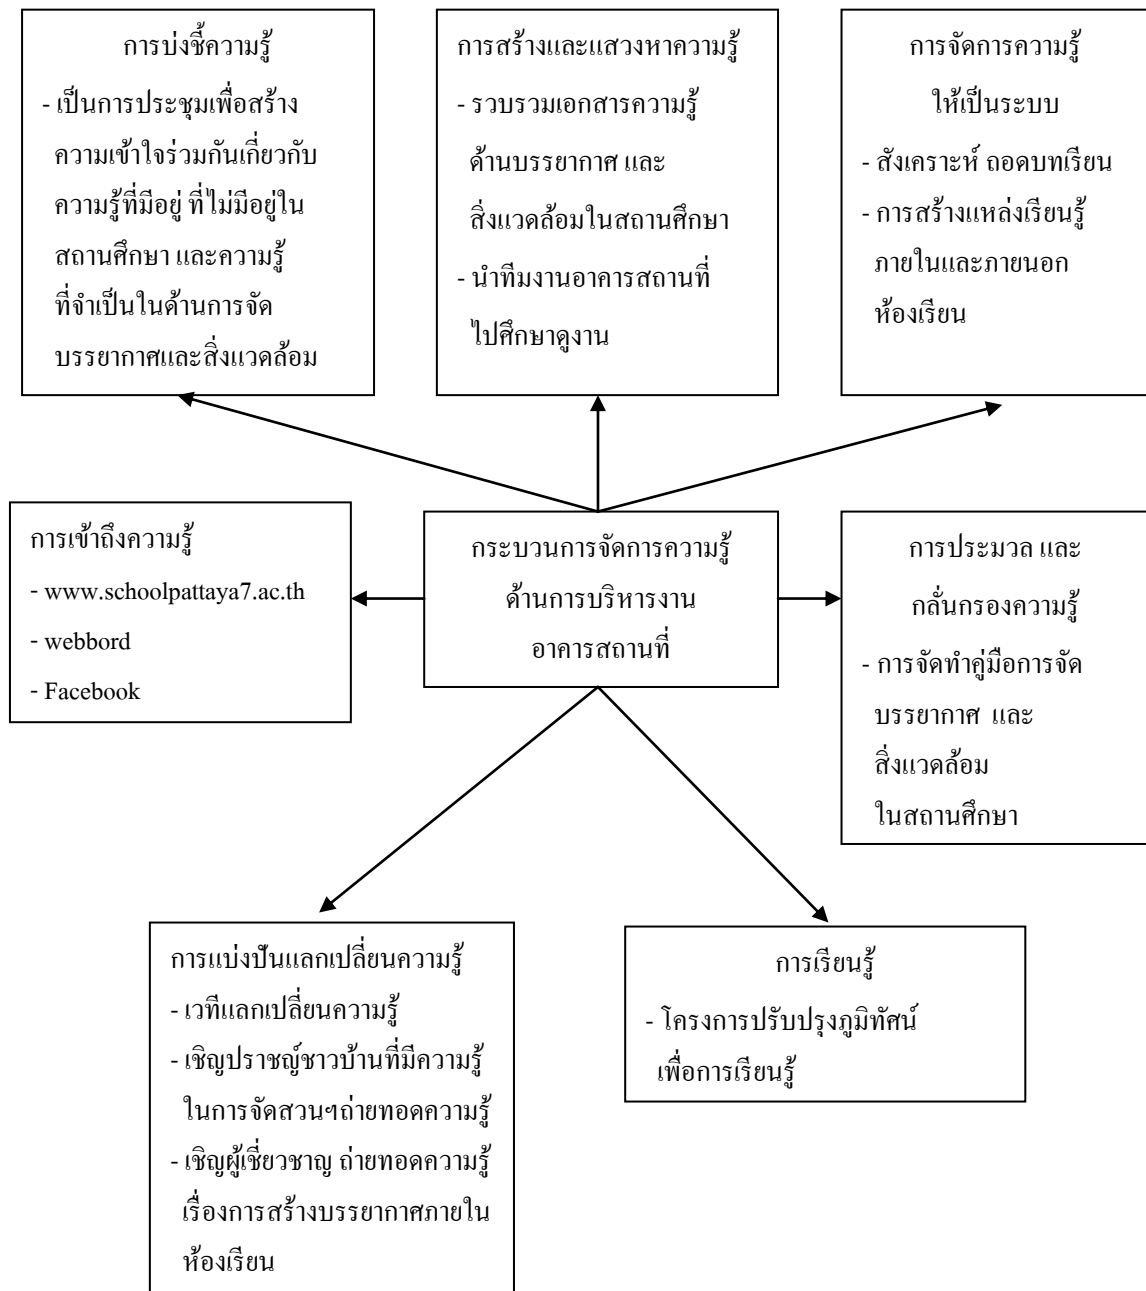 การบ่งชี้ความรู้
- เป็นการประชุมเพื่อสร้าง
ความเข้าใจร่วมกันเกี่ยวกับ
ความรู้ที่มีอยู่ ที่ไม่มีอยู่ใน
สถานศึกษา และความรู้
ที่จำเป็นในด้านการจัด
บรรยากาศและสิ่งแวดล้อม
การสร้างและแสวงหาความรู้
- รวบรวมเอกสารความรู้
ด้านบรรยากาศ และ
สิ่งแวดล้อมในสถานศึกษา
- นำทีมงานอาคารสถานที่
ไปศึกษาดูงาน
การจัดการความรู้
ให้เป็นระบบ
- สังเคราะห์ ถอดบทเรียน
- การสร้างแหล่งเรียนรู้
ภายในและภายนอก
ห้องเรียน
การเข้าถึงความรู้
- www.schoolpattaya7.ac.th
- webbord
- Facebook
กระบวนการจัดการความรู้
ด้านการบริหารงาน
อาคารสถานที่
การประมวล และ
กลั่นกรองความรู้
- การจัดทำคู่มือการจัด
บรรยากาศ และ
สิ่งแวดล้อม
ในสถานศึกษา
การแบ่งปันแลกเปลี่ยนความรู้
- เวทีแลกเปลี่ยนความรู้
- เชิญปราชญ์ชาวบ้านที่มีความรู้
ในการจัดสวนฯถ่ายทอดความรู้
- เชิญผู้เชี่ยวชาญ ถ่ายทอดความรู้
เรื่องการสร้างบรรยากาศภายใน
ห้องเรียน
การเรียนรู้
- โครงการปรับปรุงภูมิทัศน์
เพื่อการเรียนรู้